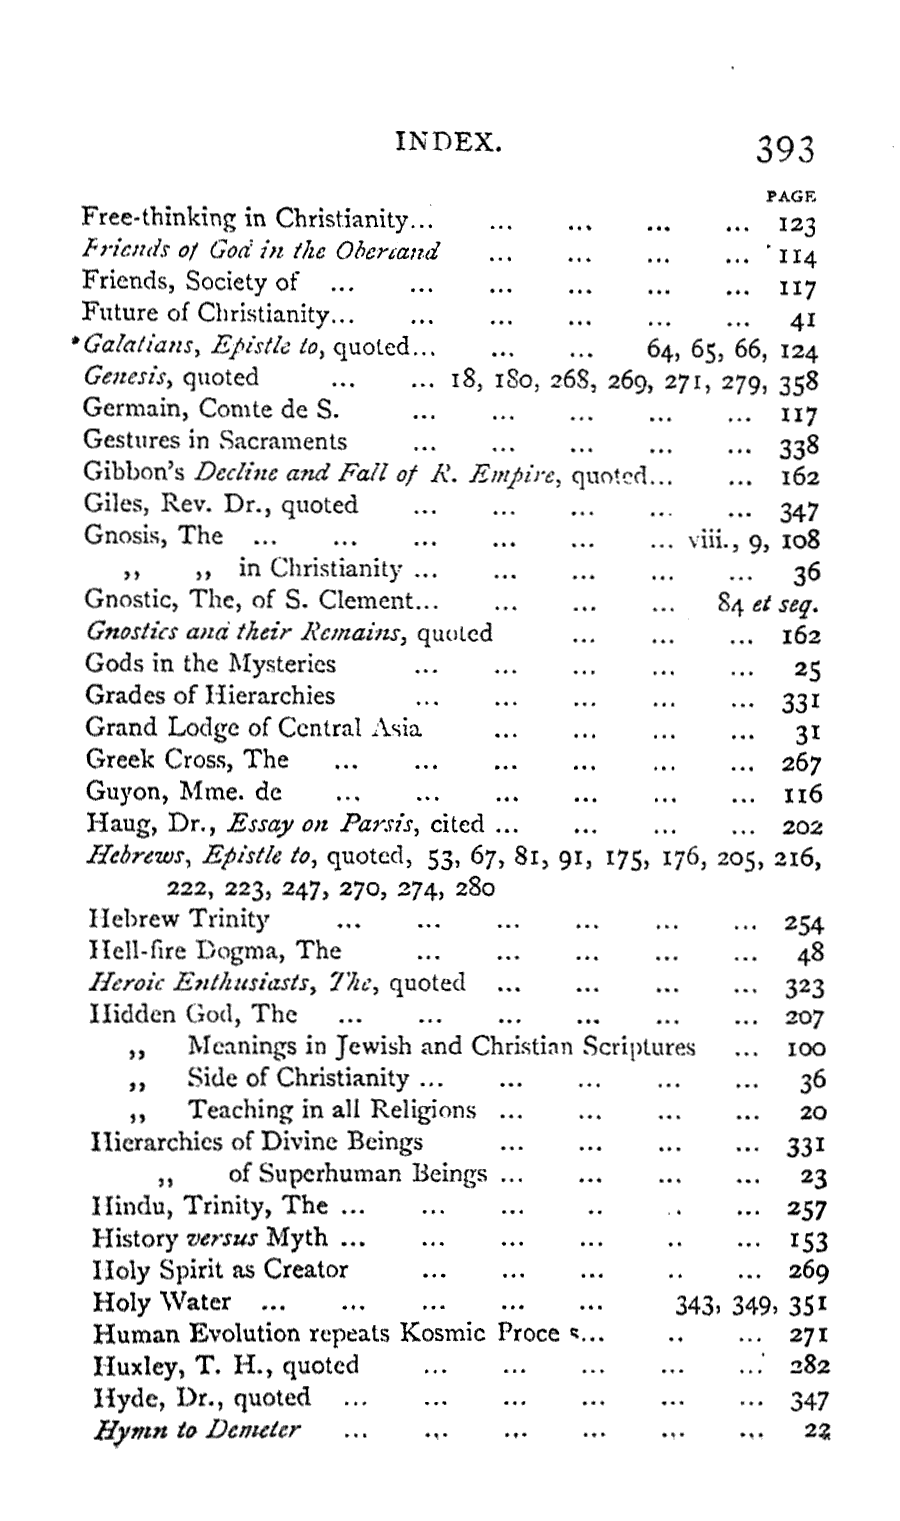 INDEX. 393
PAGE
Free-thinking in Christianity... ... ... ... ... 123
Friends of God in the Oberland ... ... ... ... 114
Friends, Society of ... ... ... ... ... ... 117
Future of Christianity... ... ... ... ... ... 41
Galatians, Epistle to, quoted... ... ... 64, 65, 66, 124
Genesis, quoted ... ... 18, 180, 268, 269, 271, 279, 358
Germain, Comte de S. ... ... ... ... ... 117
Gestures in Sacraments ... ... ... ... ... 338
Gibbon's Decline and Fall of R. Empire, quoted... ... 162
Giles, Rev. Dr., quoted ... ... ... ... ... 347
Gnosis, The ... ... ... ... ... ... viii., 9, 108
,, ,, in Christianity ... ... ... ... ... 36
Gnostic, The, of S. Clement... ... ... ... 84 et seq.
Gnostics and their Remains, quoted ... ... ... 162
Gods in the Mysteries ... ... ... ... ... 25
Grades of Hierarchies ... ... ... ... ... 331
Grand Lodge of Central Asia ... ... ... ... 31
Greek Cross, The ... ... ... ... ... ... 267
Guyon, Mme. de ... ... ... ... ... ... 116
Haug, Dr., Essay on Parsis, cited ... ... ... ... 202
Hebrews, Epistle to, quoted, 53, 67, 81, 91, 175, 176, 205, 216,
222, 223, 247, 270, 274, 280
Hebrew Trinity ... ... ... ... ... ... 254
Hell-fire Dogma, The ... ... ... ... ... 48
Heroic Enthusiasts, The, quoted ... ... ... ... 323
Hidden God, The ... ... ... ... ... ... 207
,, Meanings in Jewish and Christian Scriptures ... 100
,, Side of Christianity ... ... ... ... ... 36
,, Teaching in all Religions ... ... ... ... 20
Hierarchies of Divine Beings ... ... ... ... 331
,, of Superhuman Beings ... ... ... ... 23
Hindu, Trinity, The ... ... ... .. .. ... 257
History versus Myth ... ... ... ... .. ... 153
Holy Spirit as Creator ... ... ... .. ... 269
Holy Water ... ... ... ... ... 343, 349, 351
Human Evolution repeats Kosmic Proce s... .. ... 271
Huxley, T. H., quoted ... ... ... ... ... 282
Hyde, Dr., quoted ... ... ... ... ... ... 347
Hymn to Demeter ... ... ... ... ... ... 22